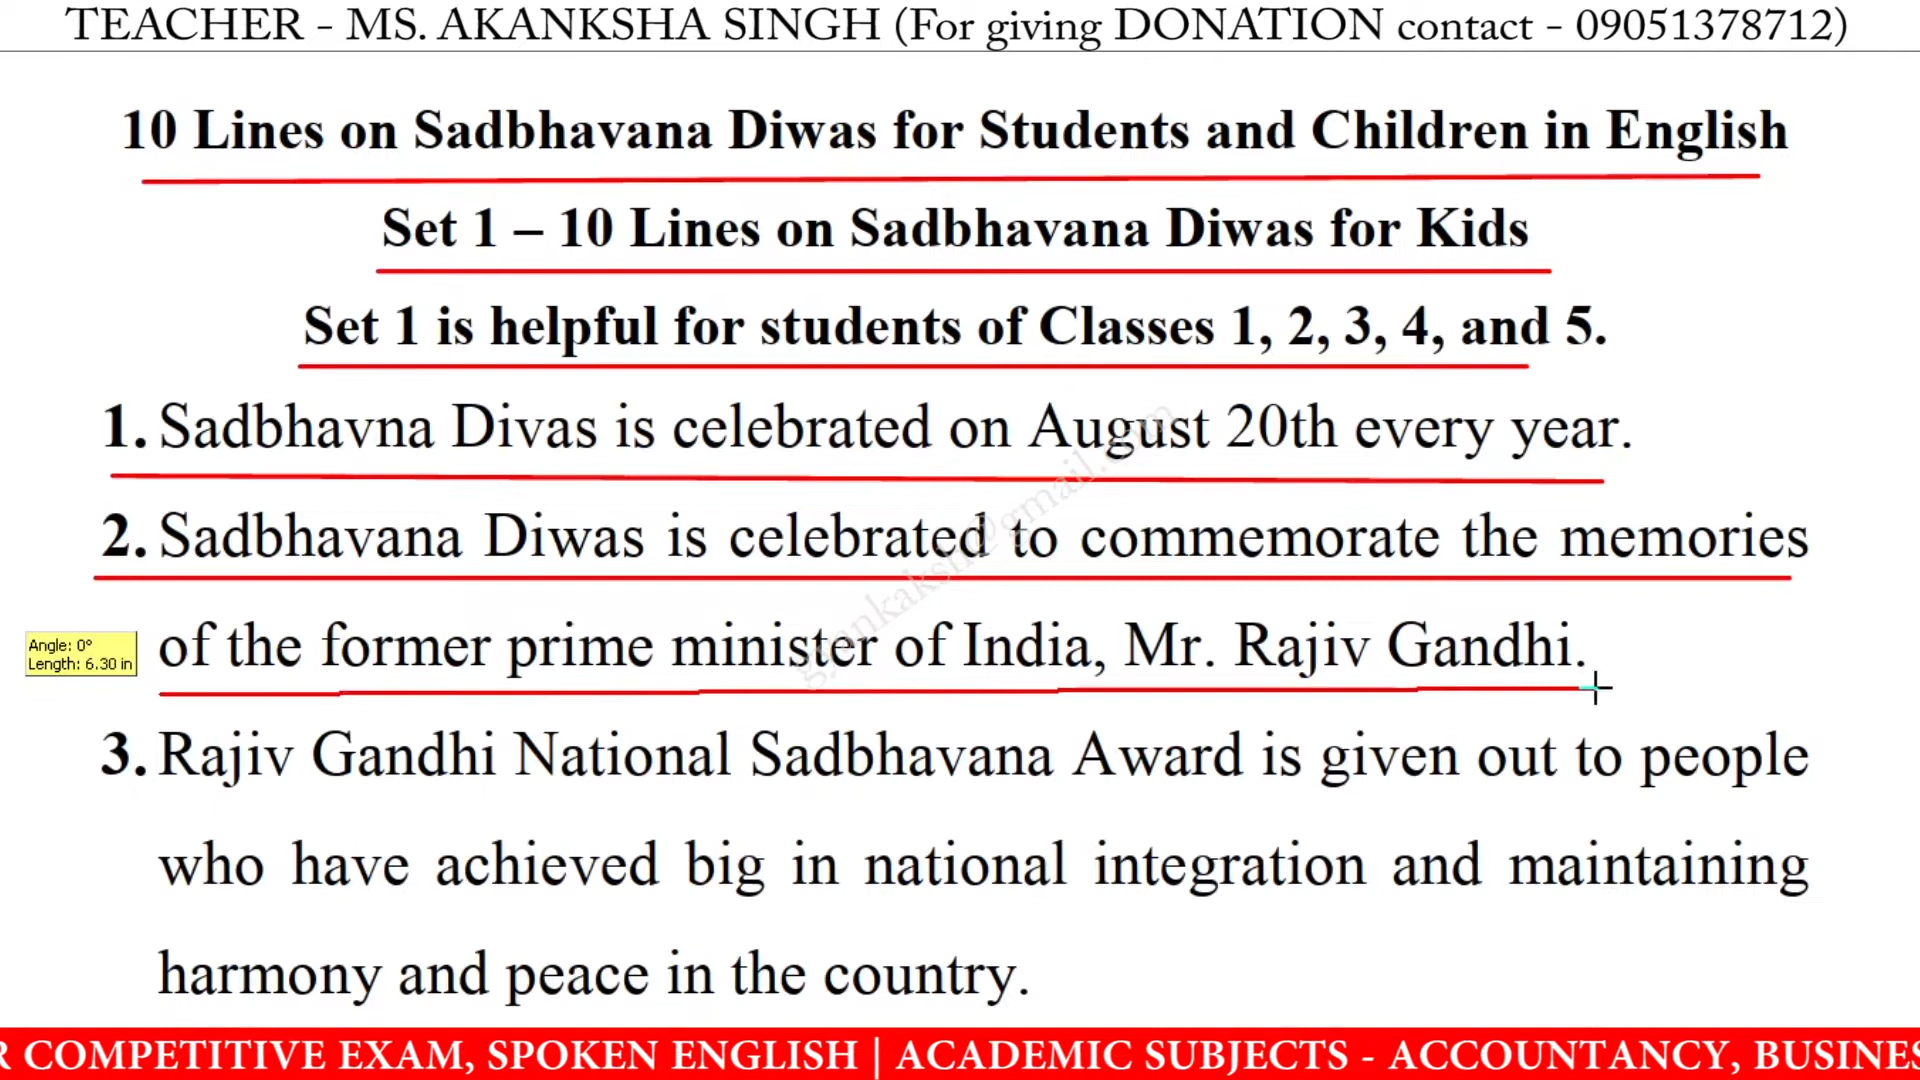 TEACHER - MS. AKANKSHA SINGH (For giving DONATION contact - 09051378712)
10 Lines on Sadbhavana Diwas for Students and Children in English
Set 1 – 10 Lines on Sadbhavana Diwas for Kids
Set 1 is helpful for students of Classes 1, 2, 3, 4, and 5.
1. Sadbhavna Divas is celebrated on August 20th every year.
2. Sadbhavana Diwas is celebrated to commemorate the memories
of the former prime minister of India, Mr. Rajiv Gandhi.
Angle: 0°
Length: 6.30 in
3. Rajiv Gandhi National Sadbhavana Award is given out to people
who have achieved big in national integration and maintaining
harmony and peace in the country.
gyankaksh@gmail.com
R COMPETITIVE EXAM, SPOKEN ENGLISH | ACADEMIC SUBJECTS - ACCOUNTANCY, BUSINES